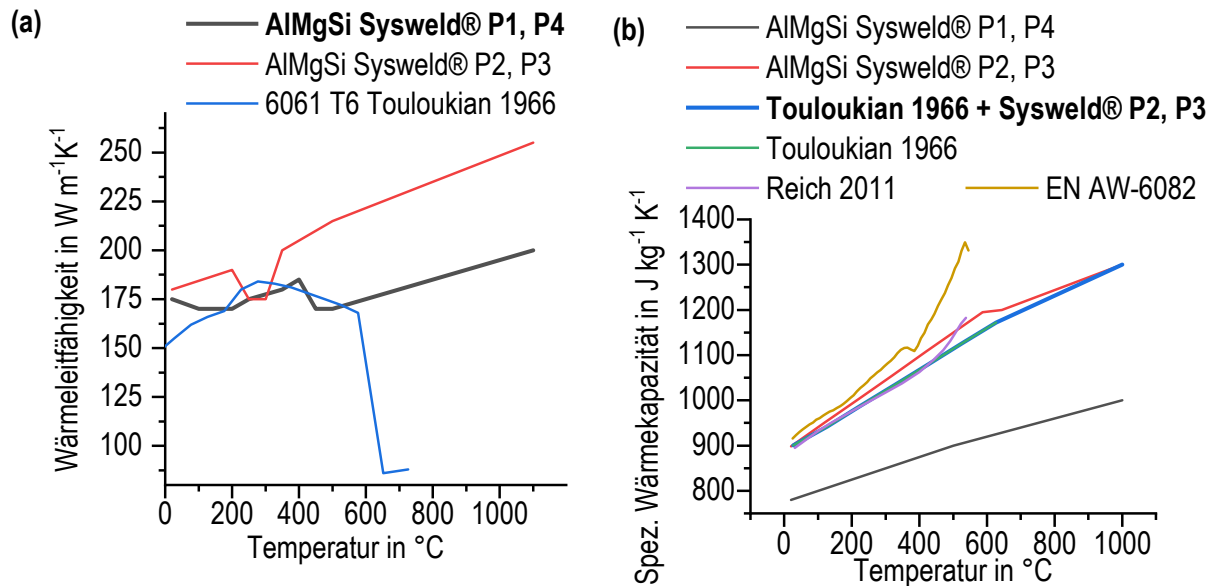 (a)
AlMgSi Sysweld® P1, P4
AlMgSi Sysweld® P2, P3
6061 T6 Touloukian 1966
Wärmeleitfähigkeit in W m⁻¹K⁻¹
250
225
200
175
150
125
100
0 200 400 600 800 1000
Temperatur in °C
(b)
AlMgSi Sysweld® P1, P4
AlMgSi Sysweld® P2, P3
Touloukian 1966 + Sysweld® P2, P3
Touloukian 1966
Reich 2011 EN AW-6082
Spez. Wärmekapazität in J kg⁻¹ K⁻¹
1400
1300
1200
1100
1000
900
800
0 200 400 600 800 1000
Temperatur in °C